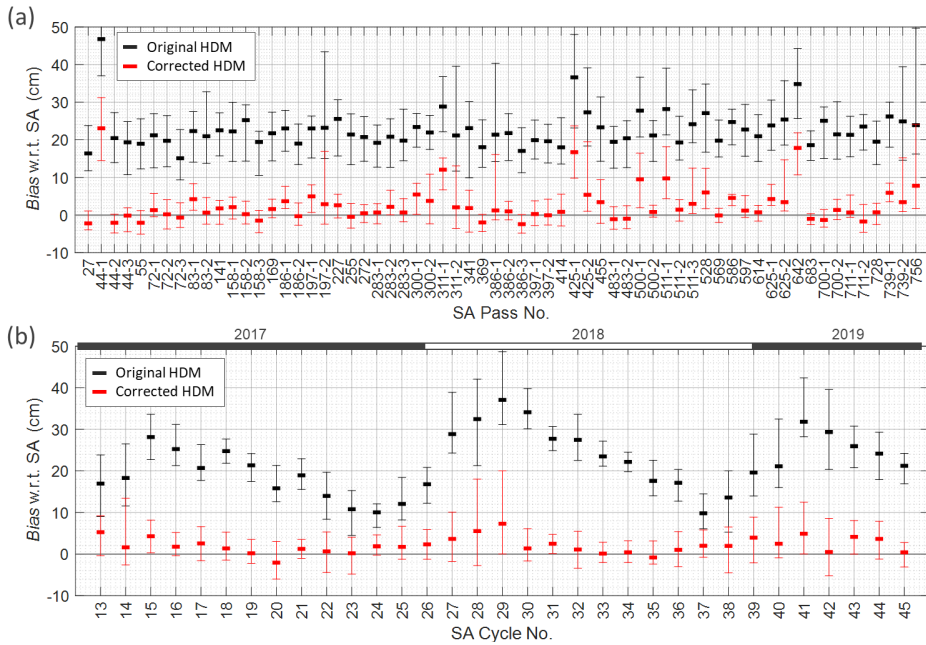 (a)
50
40
30
20
10
0
-10
Bias w.r.t. SA (cm)
Original HDM
Corrected HDM
27 44-1 44-2 44-3 55 72-1 72-2 72-3 83-1 83-2 141 158-1 158-2 158-3 169 186-1 186-2 197-1 197-2 227 255 272 283-1 283-2 283-3 300-1 300-2 311-1 311-2 341 369 386-1 386-2 386-3 397-1 397-2 414 425-1 425-2 455 483-1 483-2 500-1 500-2 511-1 511-2 511-3 528 569 586 597 614 625-1 625-2 642 683 700-1 700-2 711-1 711-2 728 739-1 739-2 756
SA Pass No.
(b)
2017 2018 2019
50
40
30
20
10
0
-10
Bias w.r.t. SA (cm)
Original HDM
Corrected HDM
13 14 15 16 17 18 19 20 21 22 23 24 25 26 27 28 29 30 31 32 33 34 35 36 37 38 39 40 41 42 43 44 45
SA Cycle No.